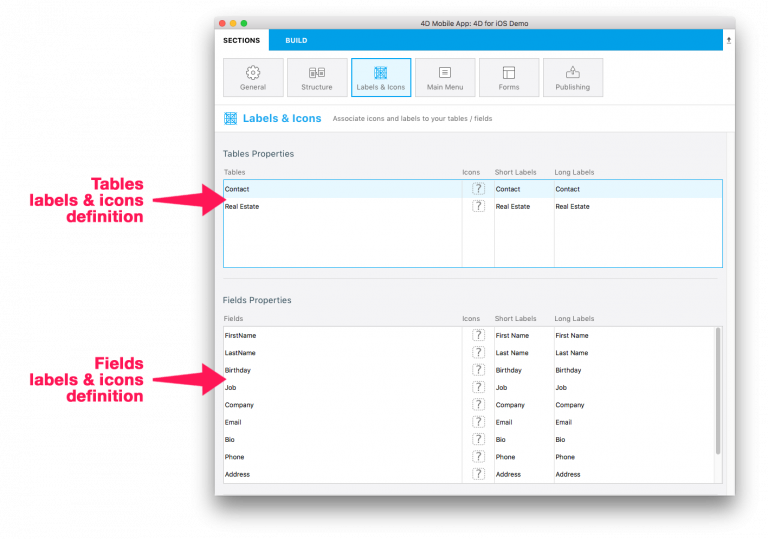 4D Mobile App: 4D for iOS Demo
SECTIONS BUILD
General Structure Labels & Icons Main Menu Forms Publishing
Labels & Icons Associate icons and labels to your tables / fields
Tables Properties
Tables Icons Short Labels Long Labels
Contact ? Contact Contact
Real Estate ? Real Estate Real Estate
Tables
labels & icons
definition
Fields Properties
Fields Icons Short Labels Long Labels
FirstName ? First Name First Name
LastName ? Last Name Last Name
Birthday ? Birthday Birthday
Job ? Job Job
Company ? Company Company
Email ? Email Email
Bio ? Bio Bio
Phone ? Phone Phone
Address ? Address Address
Fields
labels & icons
definition